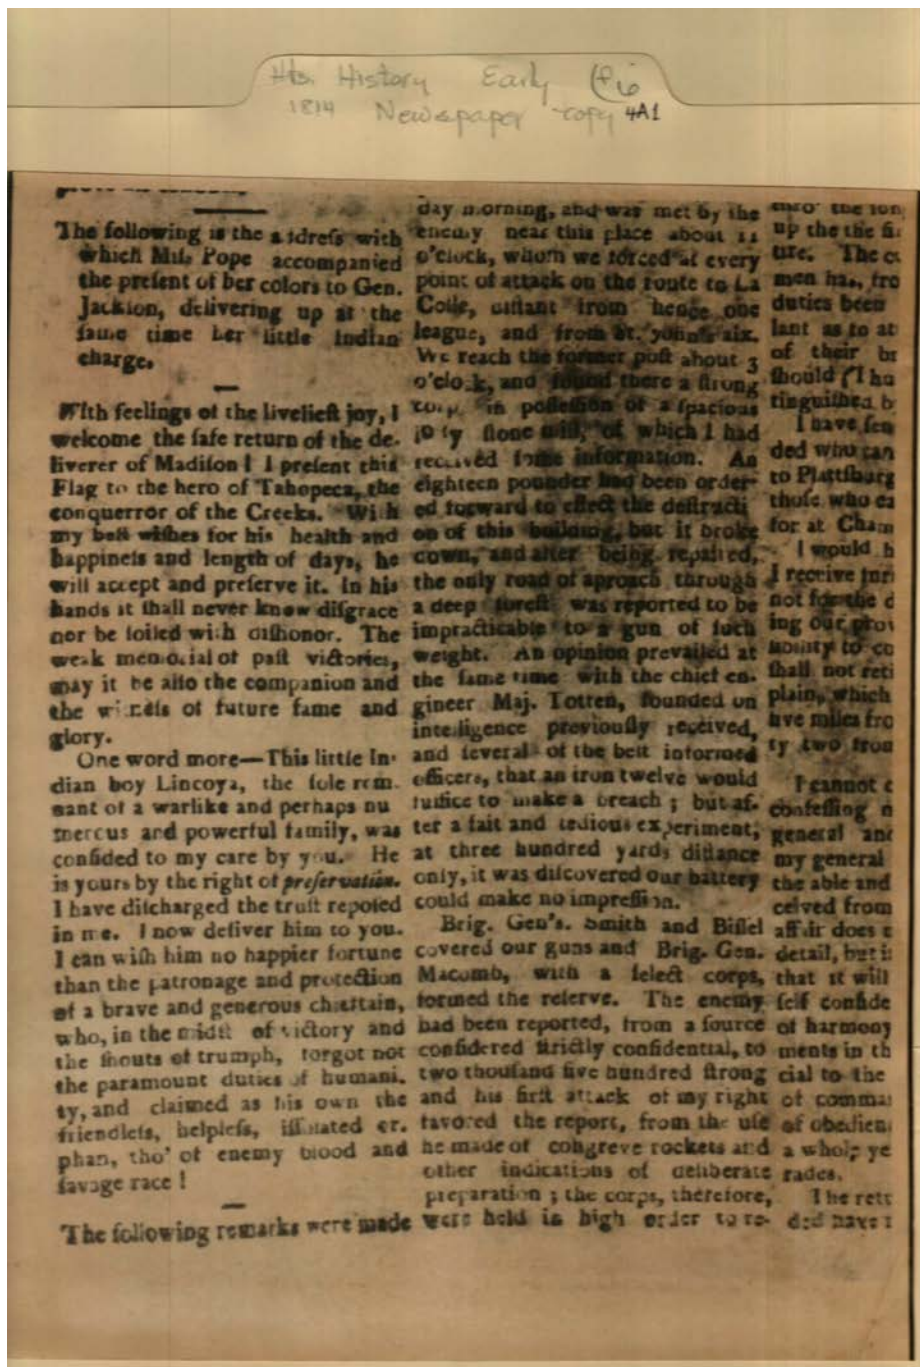 Hts. History Early
1814 Newspaper copy 4A1
The following is the address with
which Miſs Pope accompanied
the preſent of her colors to Gen.
Jackſon, delivering up at the
ſame time her little Indian
charge.
With feelings of the livelieſt joy, I
welcome the ſafe return of the de-
liverer of Madiſon! I preſent this
Flag to the hero of Tahopeca, the
conquerror of the Creeks. With
my beſt wiſhes for his health and
happineſs and length of days, he
will accept and preſerve it. In his
hands it ſhall never know diſgrace
nor be ſoiled with diſhonor. The
weak memorial of paſt victories,
may it be alſo the companion and
the witneſs of future fame and
glory.
One word more—This little In-
dian boy Lincoya, the ſole rem-
nant of a warlike and perhaps nu
mercus and powerful family, was
confided to my care by you. He
is yours by the right of preſervation.
I have diſcharged the truſt repoſed
in me. I now deliver him to you.
I can wiſh him no happier fortune
than the patronage and protection
of a brave and generous chieftain,
who, in the midſt of victory and
the ſhouts of trumph, forgot not
the paramount duties of humani-
ty, and claimed as his own the
friendleſs, helpleſs, iſolated or-
phan, tho' of enemy blood and
ſavage race!
The following remarks were made
day morning, and was met by the
enemy near this place about 11
o'clock, whom we forced at every
point of attack on the route to La
Colle, diſtant from hence one
league, and from St. John's ſix.
We reach the former poſt about 3
o'clock, and found there a ſtrong
corps in poſſeſſion of a ſpacious
lofty ſtone mill, of which I had
received ſome information. An
eighteen pounder had been order-
ed forward to effect the deſtructi
on of this building, but it broke
down, and after being repaired,
the only road of aproach through
a deep foreſt was reported to be
impracticable to a gun of ſuch
weight. An opinion prevailed at
the ſame time with the chief en-
gineer Maj. Totten, founded on
intelligence previouſly received,
and ſeveral of the beſt informed
officers, that an iron twelve would
ſuffice to make a breach; but af-
ter a fait and tedious experiment,
at three hundred yards diſtance
only, it was diſcovered our battery
could make no impreſſion.
Brig. Gen's. Smith and Biſſel
covered our guns and Brig. Gen.
Macomb, with a ſelect corps,
formed the reſerve. The enemy
had been reported, from a ſource
conſidered ſtrictly confidential, to
two thouſand five hundred ſtrong
and his firſt attack of my right
favored the report, from the uſe
he made of congreve rockets and
other indications of deliberate
preparation; the corps, therefore,
were held in high order to re-
thro' the
up the the
ture. The
men has, fro
duties been
lant as to at
of their br
ſhould (I ha
tinguiſhed b
I have ſen
ded who can
to Plattſburg
thoſe who ca
for at Cham
I would h
I receive
not for the d
ing our
to co
ſhall not reti
plain, which
five miles fro
ty two from
I cannot
confeſſing
general and
my general
the able and
ceived from
affair does
detail, but
that it will
ſelf confide
of harmony
ments in th
cial to the
of comma
of obedien
a whole ye
rades.
The
ded have